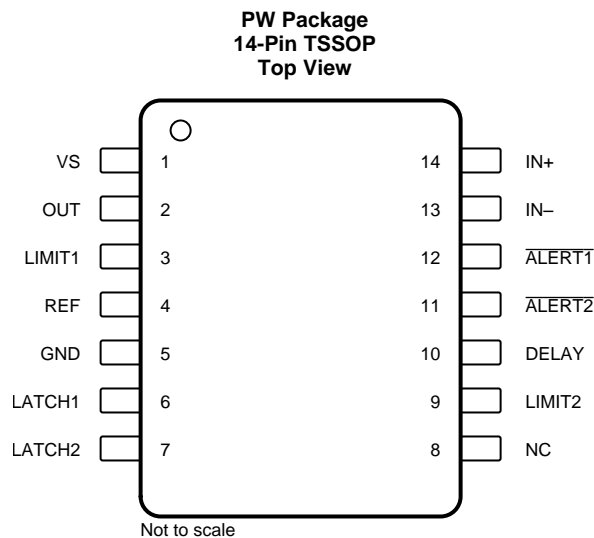 PW Package
14-Pin TSSOP
Top View
VS 1 14 IN+
OUT 2 13 IN–
LIMIT1 3 12 ALERT1
REF 4 11 ALERT2
GND 5 10 DELAY
LATCH1 6 9 LIMIT2
LATCH2 7 8 NC
Not to scale